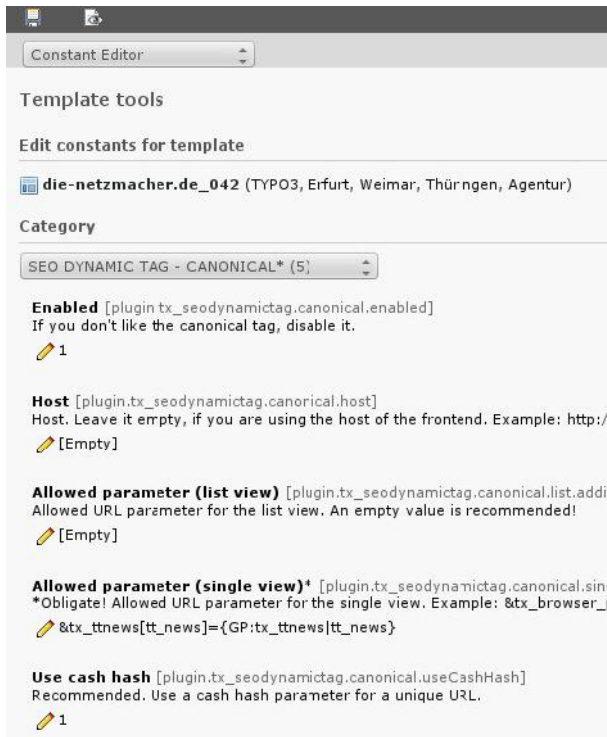 Constant Editor
Template tools
Edit constants for template
die-netzmacher.de_042 (TYPO3, Erfurt, Weimar, Thürngen, Agentur)
Category
SEO DYNAMIC TAG - CANONICAL* (5)
Enabled [plugin tx_seodynamictag.canonical.enabled]
If you don't like the canonical tag, disable it.
1
Host [plugin.tx_seodynamictag.canonical.host]
Host. Leave it empty, if you are using the host of the frontend. Example: http:/
[Empty]
Allowed parameter (list view) [plugin.tx_seodynamictag.canonical.list.addi
Allowed URL parameter for the list view. An empty value is recommended!
[Empty]
Allowed parameter (single view)* [plugin.tx_seodynamictag.canonical.sin
*Obligate! Allowed URL parameter for the single view. Example: &tx_browser_
&tx_ttnews[tt_news]={GP:tx_ttnews|tt_news}
Use cash hash [plugin.tx_seodynamictag.canonical.useCashHash]
Recommended. Use a cash hash parameter for a unique URL.
1